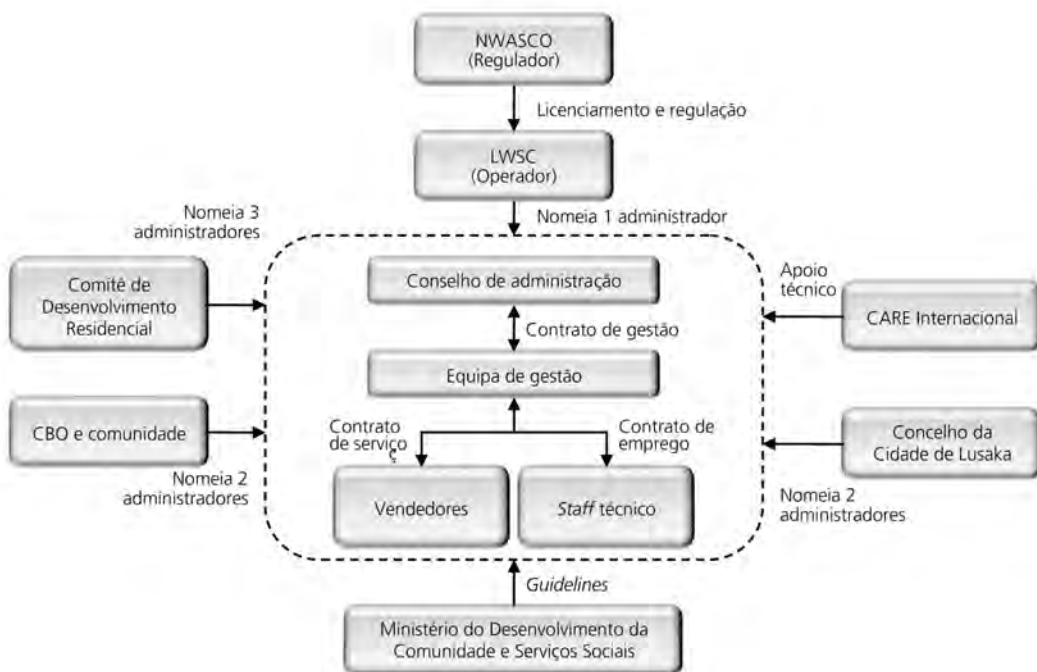 NWASCO
(Regulador)
Licenciamento e regulação
LWSC
(Operador)
Nomeia 1 administrador
Nomeia 3
administradores
Comité de
Desenvolvimento
Residencial
Conselho de administração
Apoio
técnico
CARE Internacional
Contrato de gestão
Equipa de gestão
CBO e comunidade
Nomeia 2
administradores
Contrato
de serviço
Contrato de
emprego
Concelho da
Cidade de Lusaka
Nomeia 2
administradores
Vendedores
Staff técnico
Guidelines
Ministério do Desenvolvimento da
Comunidade e Serviços Sociais